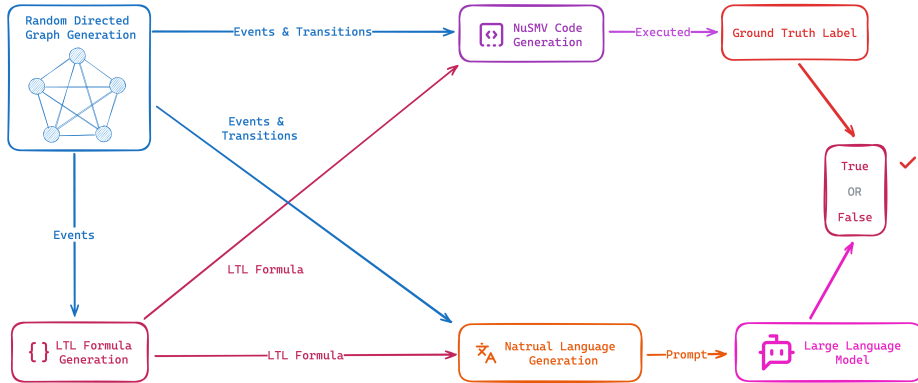 Random Directed
Graph Generation
Events & Transitions
NuSMV Code
Generation
Executed
Ground Truth Label
Events &
Transitions
True
OR
False
Events
LTL Formula
LTL Formula
Generation
LTL Formula
Natrual Language
Generation
Prompt
Large Language
Model